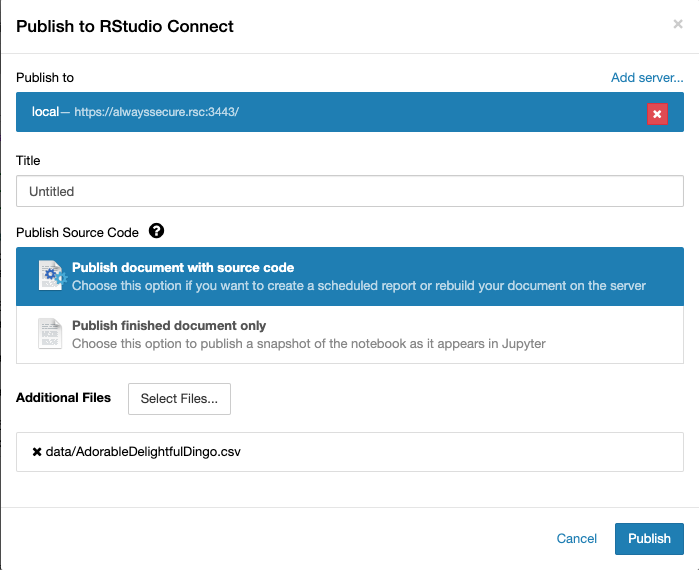 Publish to RStudio Connect
×
Publish to
Add server...
local— https://alwayssecure.rsc:3443/
Title
Untitled
Publish Source Code
Publish document with source code
Choose this option if you want to create a scheduled report or rebuild your document on the server
Publish finished document only
Choose this option to publish a snapshot of the notebook as it appears in Jupyter
Additional Files
Select Files...
data/AdorableDelightfulDingo.csv
Cancel
Publish